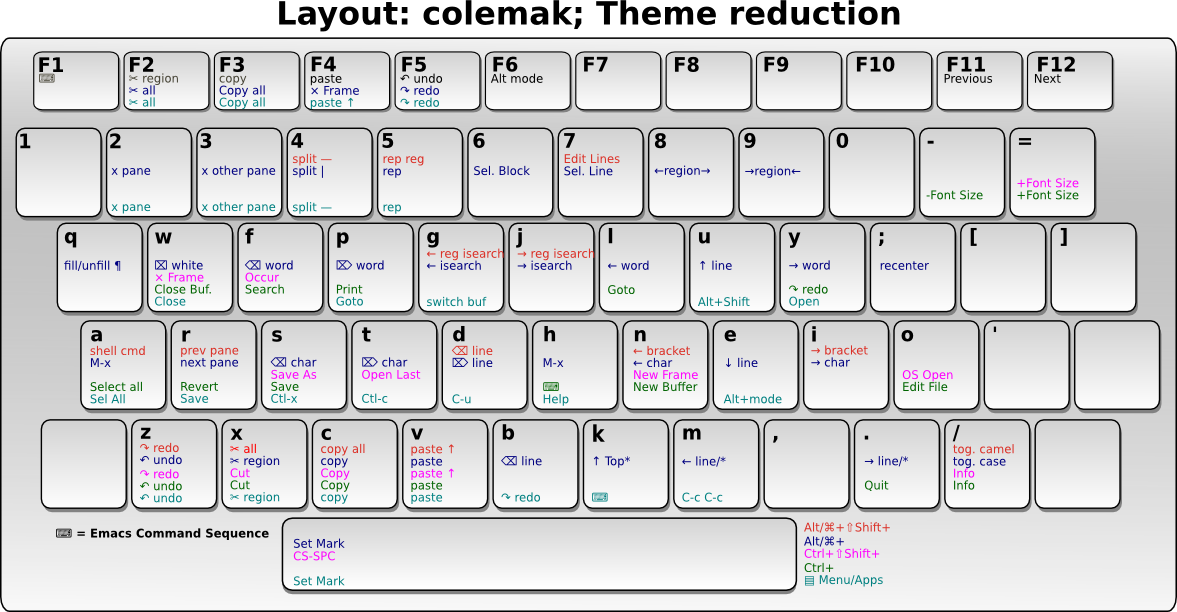 Layout: colemak; Theme reduction
F1
⌨
F2
✂ region
✂ all
✂ all
F3
copy
Copy all
Copy all
F4
paste
× Frame
paste ↑
F5
↶ undo
↷ redo
↷ redo
F6
Alt mode
F7
F8
F9
F10
F11
Previous
F12
Next
1
2
x pane
x pane
3
x other pane
x other pane
4
split —
split |
split —
5
rep reg
rep
rep
6
Sel. Block
7
Edit Lines
Sel. Line
8
←region→
9
→region←
0
-
-Font Size
=
+Font Size
+Font Size
q
fill/unfill ¶
w
⌧ white
× Frame
Close Buf.
Close
f
⌫ word
Occur
Search
p
⌦ word
Print
Goto
g
← reg isearch
← isearch
switch buf
j
→ reg isearch
→ isearch
l
← word
Goto
u
↑ line
Alt+Shift
y
→ word
↷ redo
Open
;
recenter
[
]
a
shell cmd
M-x
Select all
Sel All
r
prev pane
next pane
Revert
Save
s
⌫ char
Save As
Save
Ctl-x
t
⌦ char
Open Last
Ctl-c
d
⌫ line
⌦ line
C-u
h
M-x
⌨
Help
n
← bracket
← char
New Frame
New Buffer
e
↓ line
Alt+mode
i
→ bracket
→ char
o
OS Open
Edit File
'
z
↷ redo
↶ undo
↷ redo
↶ undo
↶ undo
x
✂ all
✂ region
Cut
Cut
✂ region
c
copy all
copy
Copy
Copy
copy
v
paste ↑
paste
paste ↑
paste
paste
b
⌫ line
↷ redo
k
↑ Top*
⌨
m
← line/*
C-c C-c
,
.
→ line/*
Quit
/
tog. camel
tog. case
Info
Info
⌨ = Emacs Command Sequence
Set Mark
CS-SPC
Set Mark
Alt/⌘+⇧Shift+
Alt/⌘+
Ctrl+⇧Shift+
Ctrl+
▤ Menu/Apps